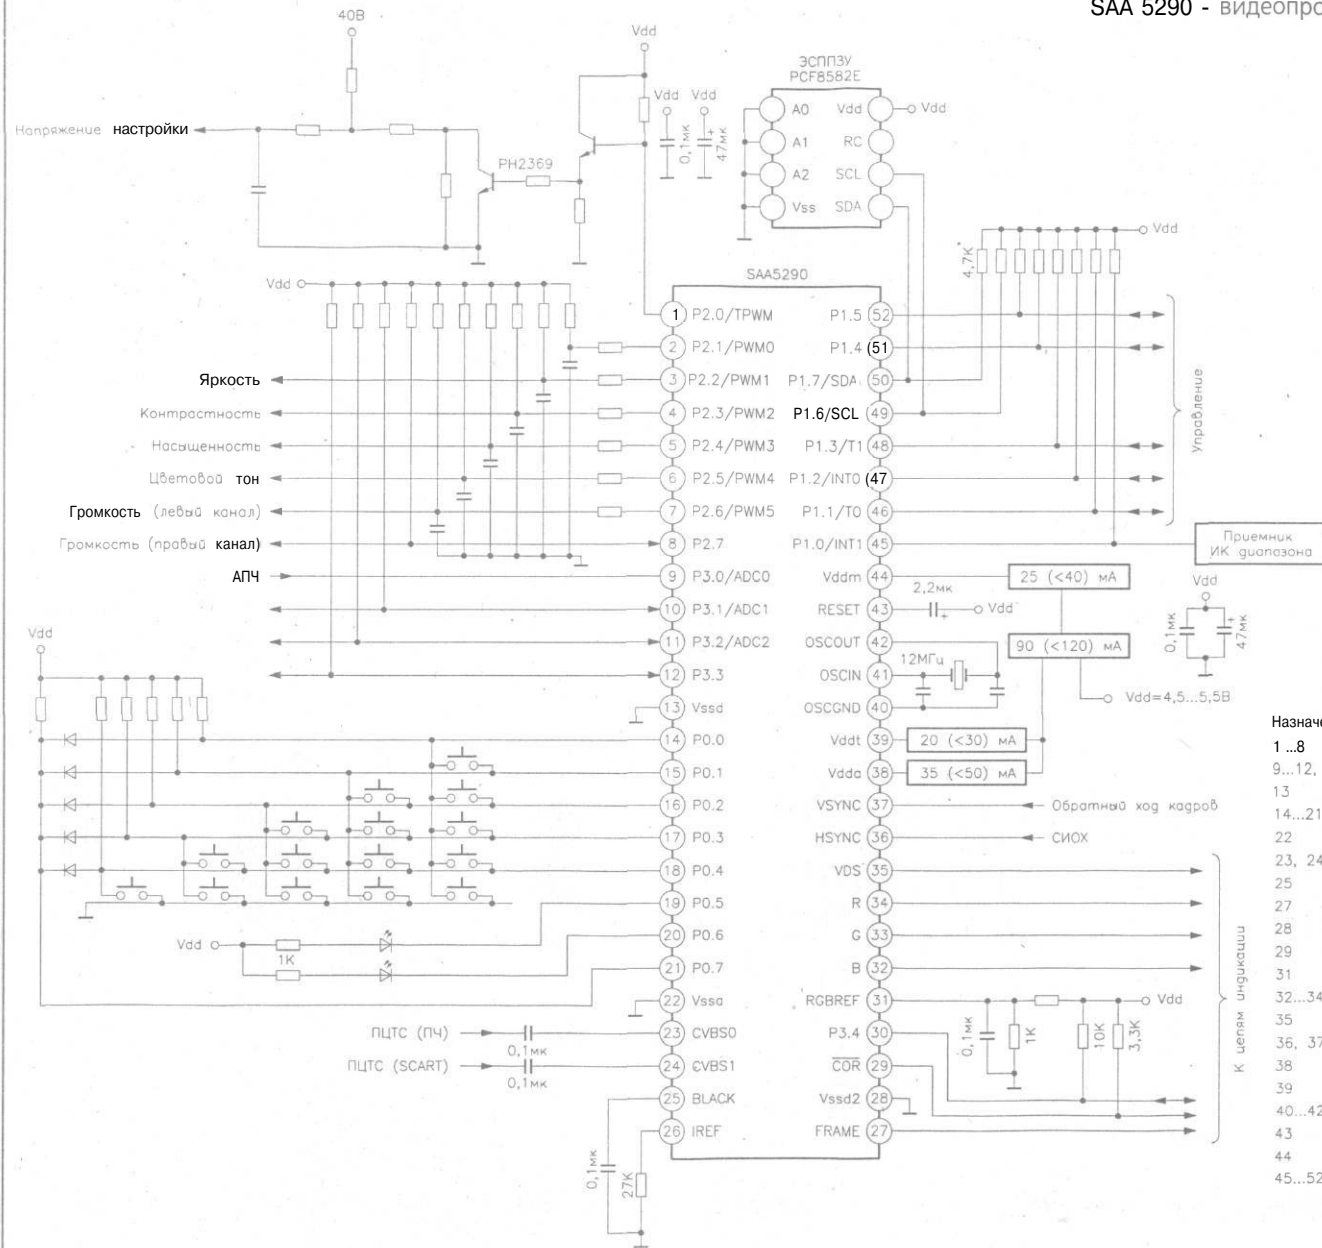 SAA 5290 - видеопро
40В
Vdd
ЭСППЗУ
PCF8582E
Напряжение настройки
PH2369
Vdd
Vdd
0,1мк
47мк
A0
A1
A2
Vss
Vdd
RC
SCL
SDA
Vdd
Vdd
4,7K*
SAA5290
Vdd
1 P2.0/TPWM
2 P2.1/PWM0
3 P2.2/PWM1
4 P2.3/PWM2
5 P2.4/PWM3
6 P2.5/PWM4
7 P2.6/PWM5
8 P2.7
9 P3.0/ADC0
10 P3.1/ADC1
11 P3.2/ADC2
12 P3.3
13 Vssd
14 P0.0
15 P0.1
16 P0.2
17 P0.3
18 P0.4
19 P0.5
20 P0.6
21 P0.7
22 Vssa
23 CVBS0
24 CVBS1
25 BLACK
26 IREF
P1.5 52
P1.4 51
P1.7/SDA 50
P1.6/SCL 49
P1.3/T1 48
P1.2/INT0 47
P1.1/T0 46
P1.0/INT1 45
Vddm 44
RESET 43
OSCOUT 42
OSCIN 41
OSCGND 40
Vddt 39
Vdda 38
VSYNC 37
HSYNC 36
VDS 35
R 34
G 33
B 32
RGBREF 31
P3.4 30
COR 29
Vssd2 28
FRAME 27
Яркость
Контрастность
Насыщенность
Цветовой тон
Громкость (левый канал)
Громкость (правый канал)
АПЧ
Vdd
Vdd
1K
ПЦТС (ПЧ)
0,1мк
ПЦТС (SCART)
0,1мк
0,1мк
27K
Управление
Приемник
ИК диапазона
25 (<40) мА
2,2мк
Vdd
90 (<120) мА
12МГц
Vdd=4,5...5,5В
20 (<30) мА
35 (<50) мА
Vdd
0,1мк
47мк
Обратный ход кадров
СИОХ
К цепям индикации
Vdd
0,1мк
1K
10K
3,3K
Назначе
1 ...8
9...12,
13
14...21
22
23, 24
25
27
28
29
31
32...34
35
36, 37
38
39
40...42
43
44
45...52